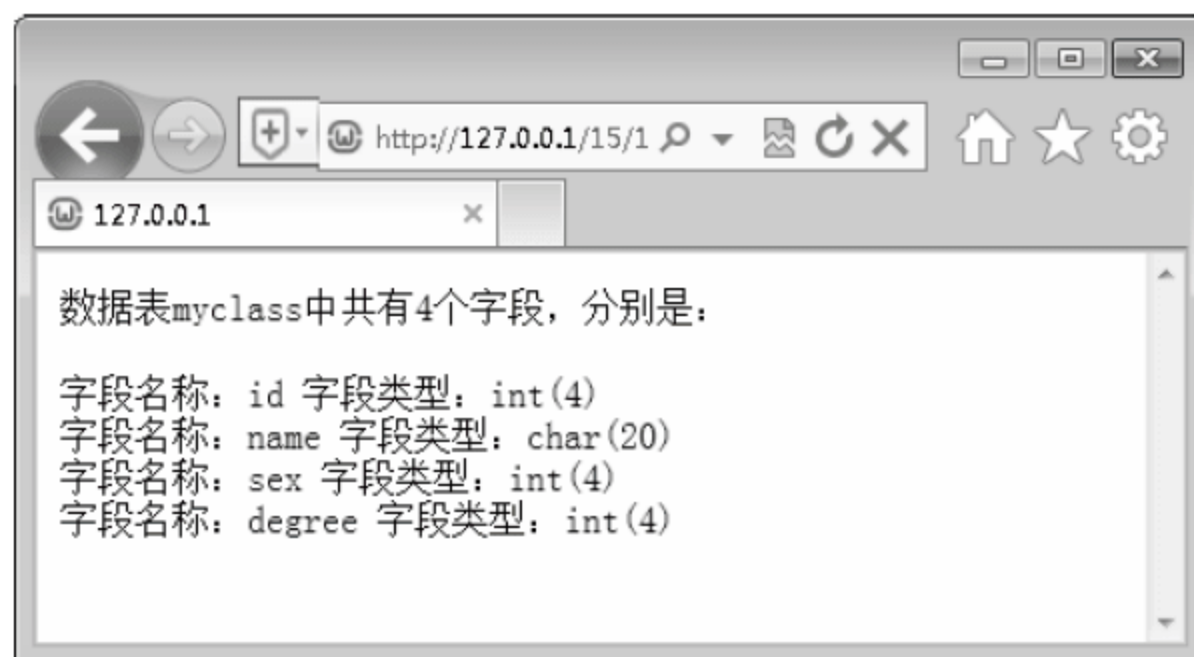 http://127.0.0.1/15/1
127.0.0.1
数据表myclass中共有4个字段，分别是：
字段名称：id 字段类型：int(4)
字段名称：name 字段类型：char(20)
字段名称：sex 字段类型：int(4)
字段名称：degree 字段类型：int(4)